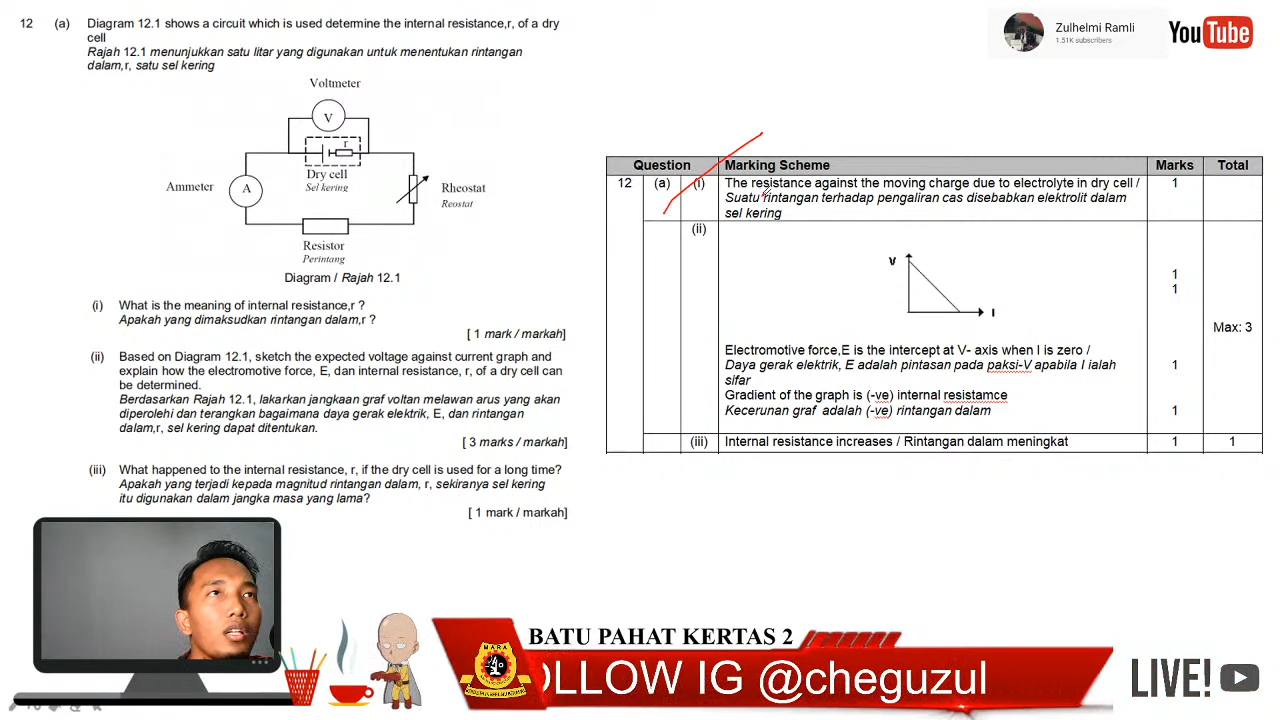 12 (a) Diagram 12.1 shows a circuit which is used determine the internal resistance,r, of a dry
cell
Rajah 12.1 menunjukkan satu litar yang digunakan untuk menentukan rintangan
dalam,r, satu sel kering
Voltmeter
V
r
Dry cell
Sel kering
Ammeter
A
Rheostat
Reostat
Resistor
Perintang
Diagram / Rajah 12.1
(i) What is the meaning of internal resistance,r ?
Apakah yang dimaksudkan rintangan dalam,r ?
[ 1 mark / markah]
(ii) Based on Diagram 12.1, sketch the expected voltage against current graph and
explain how the electromotive force, E, dan internal resistance, r, of a dry cell can
be determined.
Berdasarkan Rajah 12.1, lakarkan jangkaan graf voltan melawan arus yang akan
diperolehi dan terangkan bagaimana daya gerak elektrik, E, dan rintangan
dalam,r, sel kering dapat ditentukan.
[ 3 marks / markah]
(iii) What happened to the internal resistance, r, if the dry cell is used for a long time?
Apakah yang terjadi kepada magnitud rintangan dalam, r, sekiranya sel kering
itu digunakan dalam jangka masa yang lama?
[ 1 mark / markah]
Zulhelmi Ramli
1.51K subscribers
YouTube
Question Marking Scheme Marks Total
12 (a) (i) The resistance against the moving charge due to electrolyte in dry cell / 1
Suatu rintangan terhadap pengaliran cas disebabkan elektrolit dalam
sel kering
(ii)
V
I
1
1
Max: 3
Electromotive force,E is the intercept at V- axis when I is zero /
Daya gerak elektrik, E adalah pintasan pada paksi-V apabila I ialah 1
sifar
Gradient of the graph is (-ve) internal resistamce
Kecerunan graf adalah (-ve) rintangan dalam 1
(iii) Internal resistance increases / Rintangan dalam meningkat 1 1
BATU PAHAT KERTAS 2
MARA
OLLOW IG @cheguzul
LIVE!